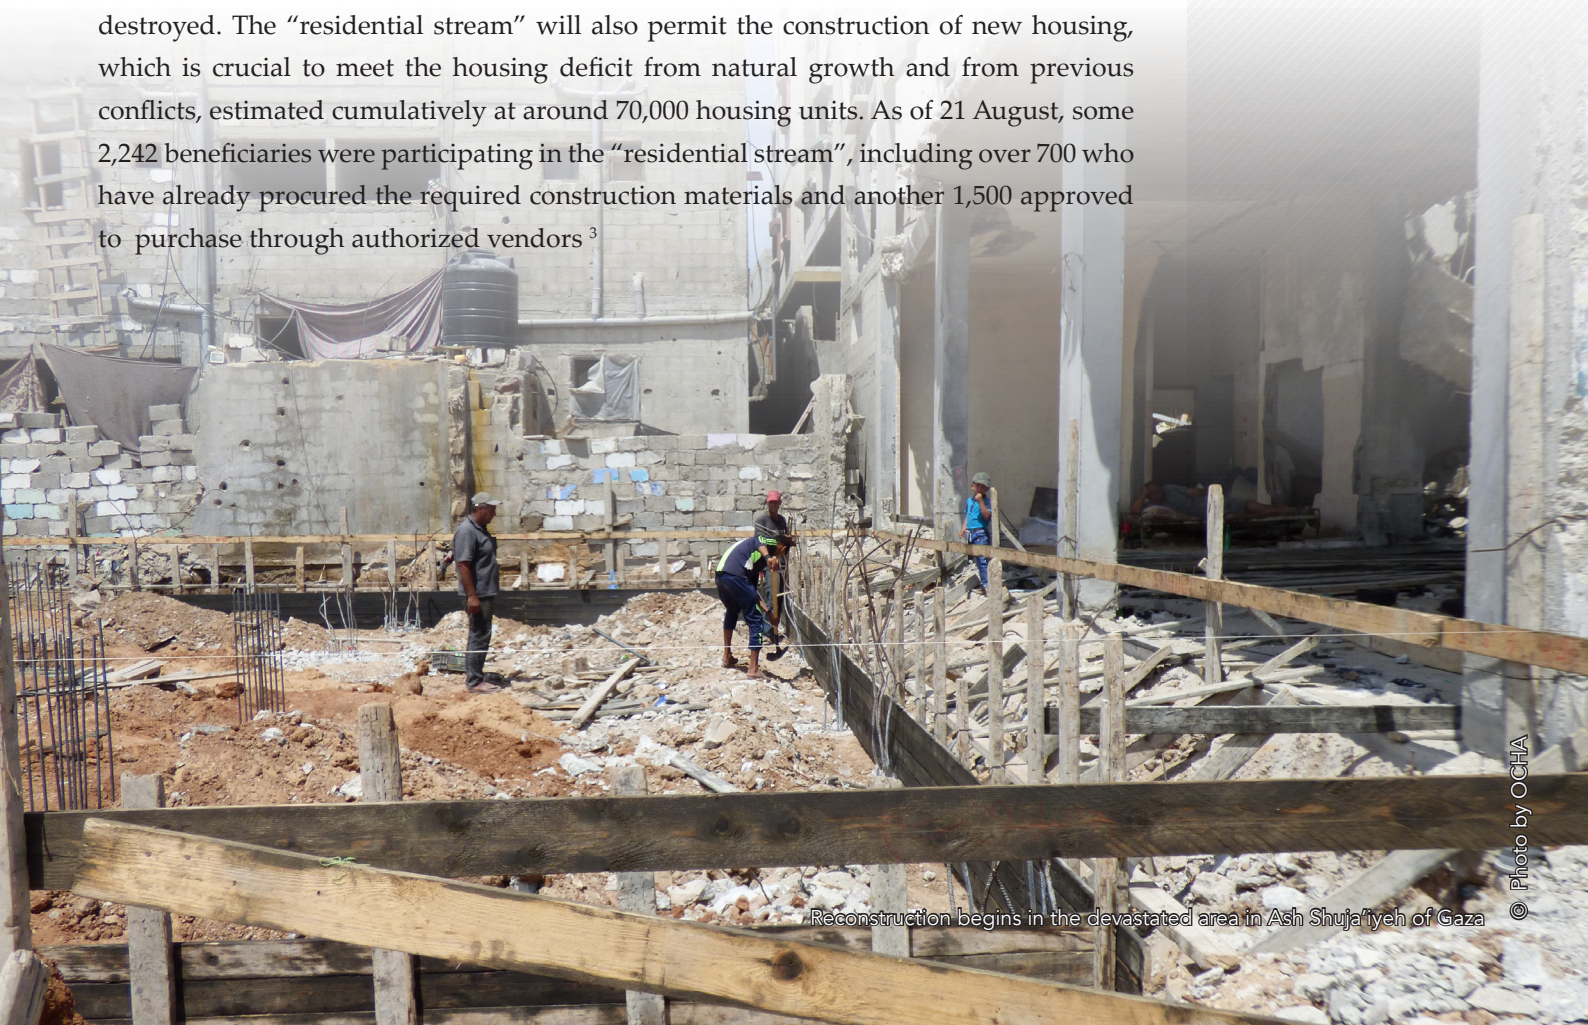 destroyed. The “residential stream” will also permit the construction of new housing,
which is crucial to meet the housing deficit from natural growth and from previous
conflicts, estimated cumulatively at around 70,000 housing units. As of 21 August, some
2,242 beneficiaries were participating in the “residential stream”, including over 700 who
have already procured the required construction materials and another 1,500 approved
to  purchase through authorized vendors ³
Reconstruction begins in the devastated area in Ash Shuja’iyeh of Gaza
© Photo by OCHA